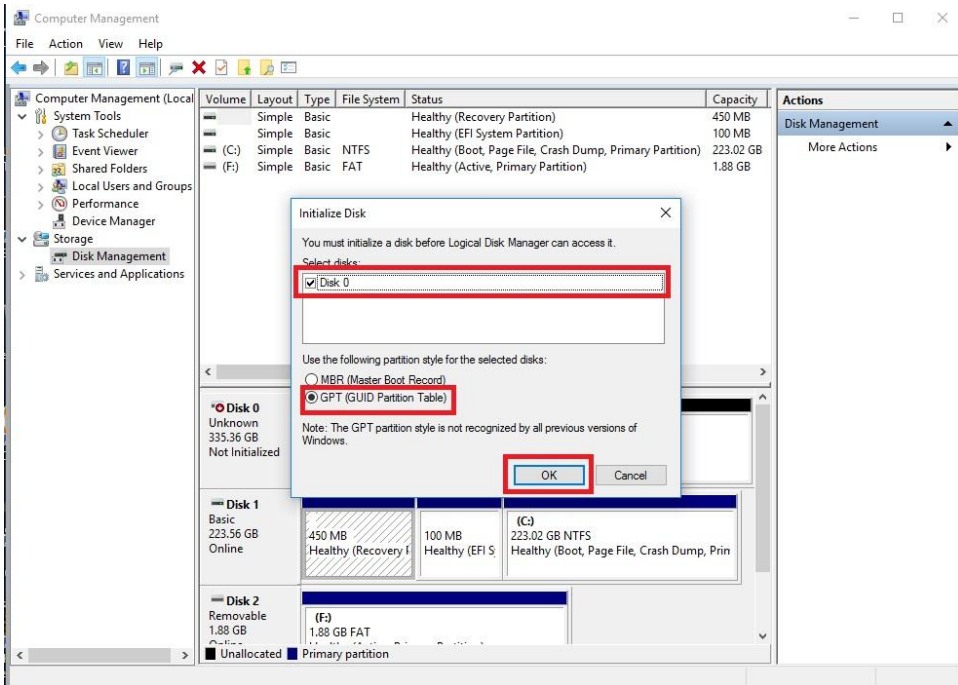 Computer Management
File Action View Help
Computer Management (Local
System Tools
Task Scheduler
Event Viewer
Shared Folders
Local Users and Groups
Performance
Device Manager
Storage
Disk Management
Services and Applications
Volume Layout Type File System Status Capacity
Simple Basic Healthy (Recovery Partition) 450 MB
Simple Basic Healthy (EFI System Partition) 100 MB
(C:) Simple Basic NTFS Healthy (Boot, Page File, Crash Dump, Primary Partition) 223.02 GB
(F:) Simple Basic FAT Healthy (Active, Primary Partition) 1.88 GB
Actions
Disk Management
More Actions
Initialize Disk
You must initialize a disk before Logical Disk Manager can access it.
Select disks:
Disk 0
Use the following partition style for the selected disks:
MBR (Master Boot Record)
GPT (GUID Partition Table)
Note: The GPT partition style is not recognized by all previous versions of
Windows.
OK Cancel
Disk 0
Unknown
335.36 GB
Not Initialized
Disk 1
Basic
223.56 GB
Online
450 MB
Healthy (Recovery
100 MB
Healthy (EFI S
(C:)
223.02 GB NTFS
Healthy (Boot, Page File, Crash Dump, Prin
Disk 2
Removable
1.88 GB
(F:)
1.88 GB FAT
Unallocated Primary partition